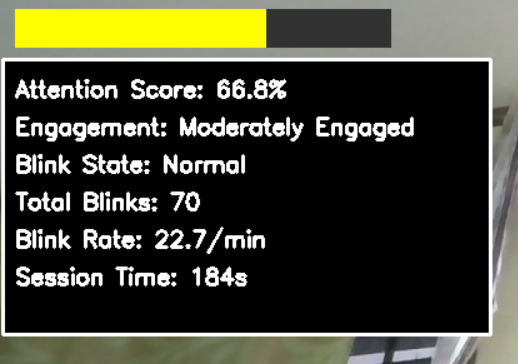 Attention Score: 66.8%
Engagement: Moderately Engaged
Blink State: Normal
Total Blinks: 70
Blink Rate: 22.7/min
Session Time: 184s